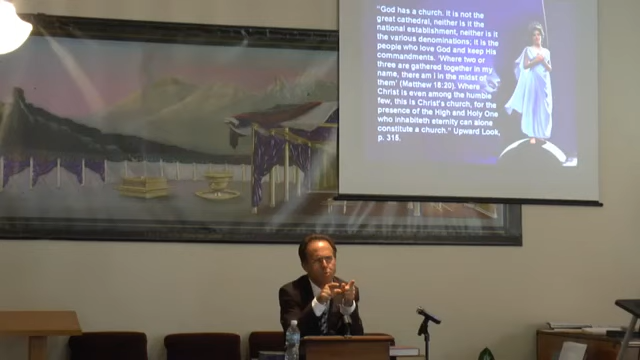 "God has a church. It is not the
great cathedral, neither is it the
national establishment, neither is it
the various denominations; it is the
people who love God and keep His
commandments. 'Where two or
three are gathered together in my
name, there am I in the midst of
them' (Matthew 18:20). Where
Christ is even among the humble
few, this is Christ's church, for the
presence of the High and Holy One
who inhabiteth eternity can alone
constitute a church." Upward Look,
p. 315.